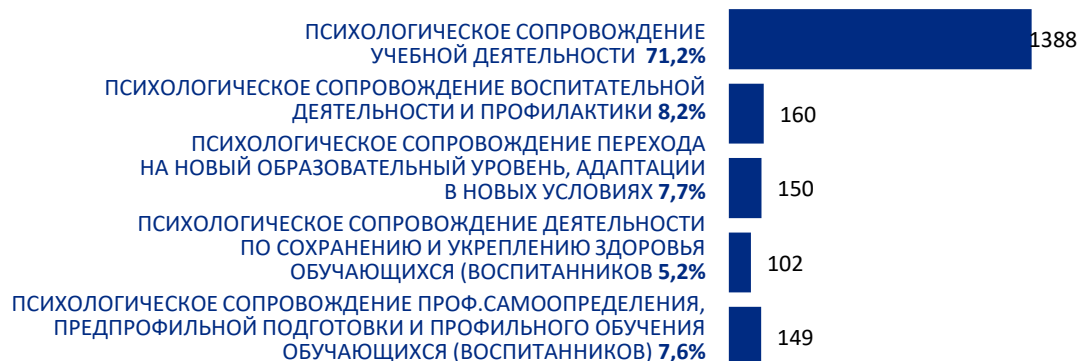 ПСИХОЛОГИЧЕСКОЕ СОПРОВОЖДЕНИЕ
УЧЕБНОЙ ДЕЯТЕЛЬНОСТИ 71,2%
1388
ПСИХОЛОГИЧЕСКОЕ СОПРОВОЖДЕНИЕ ВОСПИТАТЕЛЬНОЙ
ДЕЯТЕЛЬНОСТИ И ПРОФИЛАКТИКИ 8,2%
160
ПСИХОЛОГИЧЕСКОЕ СОПРОВОЖДЕНИЕ ПЕРЕХОДА
НА НОВЫЙ ОБРАЗОВАТЕЛЬНЫЙ УРОВЕНЬ, АДАПТАЦИИ
В НОВЫХ УСЛОВИЯХ 7,7%
150
ПСИХОЛОГИЧЕСКОЕ СОПРОВОЖДЕНИЕ ДЕЯТЕЛЬНОСТИ
ПО СОХРАНЕНИЮ И УКРЕПЛЕНИЮ ЗДОРОВЬЯ
ОБУЧАЮЩИХСЯ (ВОСПИТАННИКОВ 5,2%
102
ПСИХОЛОГИЧЕСКОЕ СОПРОВОЖДЕНИЕ ПРОФ.САМООПРЕДЕЛЕНИЯ,
ПРЕДПРОФИЛЬНОЙ ПОДГОТОВКИ И ПРОФИЛЬНОГО ОБУЧЕНИЯ
ОБУЧАЮЩИХСЯ (ВОСПИТАННИКОВ) 7,6%
149